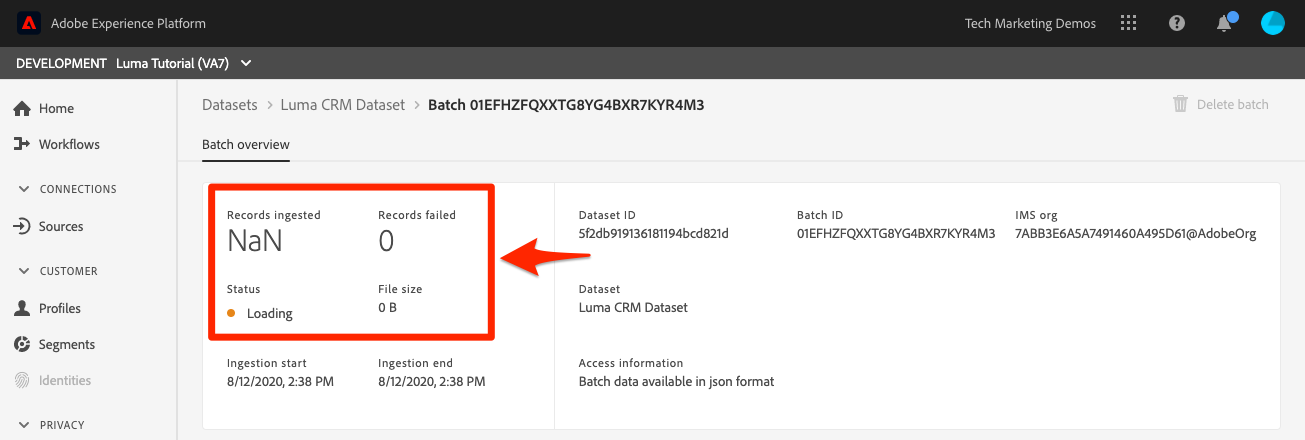 Adobe Experience Platform
Tech Marketing Demos
DEVELOPMENT Luma Tutorial (VA7)
Home
Workflows
CONNECTIONS
Sources
CUSTOMER
Profiles
Segments
Identities
PRIVACY
Datasets > Luma CRM Dataset > Batch 01EFHZFQXXTG8YG4BXR7KYR4M3
Delete batch
Batch overview
Records ingested
NaN
Records failed
0
Status
Loading
File size
0 B
Ingestion start
8/12/2020, 2:38 PM
Ingestion end
8/12/2020, 2:38 PM
Dataset ID
5f2db919136181194bcd821d
Batch ID
01EFHZFQXXTG8YG4BXR7KYR4M3
IMS org
7ABB3E6A5A7491460A495D61@AdobeOrg
Dataset
Luma CRM Dataset
Access information
Batch data available in json format